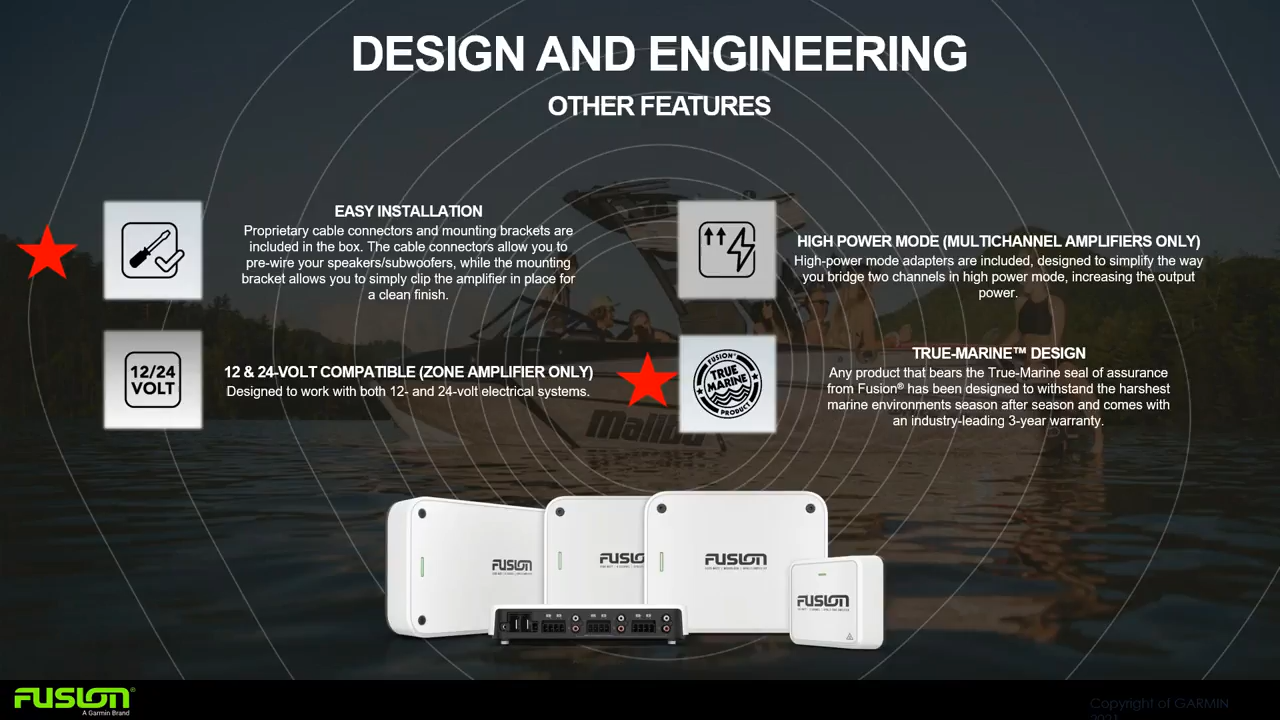 DESIGN AND ENGINEERING
OTHER FEATURES
EASY INSTALLATION
Proprietary cable connectors and mounting brackets are
included in the box. The cable connectors allow you to
pre-wire your speakers/subwoofers, while the mounting
bracket allows you to simply clip the amplifier in place for
a clean finish.
HIGH POWER MODE (MULTICHANNEL AMPLIFIERS ONLY)
High-power mode adapters are included, designed to simplify the way
you bridge two channels in high power mode, increasing the output
power.
12/24
VOLT
12 & 24-VOLT COMPATIBLE (ZONE AMPLIFIER ONLY)
Designed to work with both 12- and 24-volt electrical systems.
FUSION
TRUE
MARINE
PRODUCT
TRUE-MARINE™ DESIGN
Any product that bears the True-Marine seal of assurance
from Fusion® has been designed to withstand the harshest
marine environments season after season and comes with
an industry-leading 3-year warranty.
Malibu
FUSION
FUSION
FUSION
FUSION®
A Garmin Brand
Copyright of GARMIN
2021